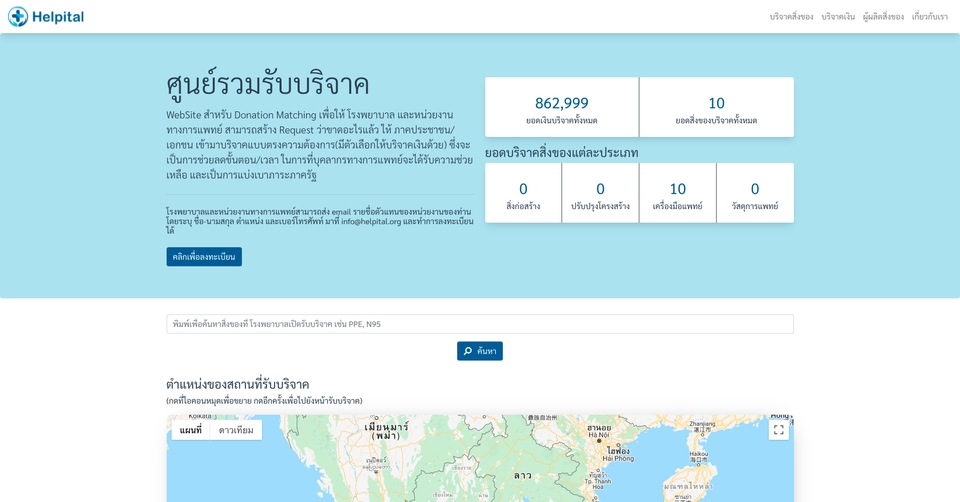 Helpital
บริจาคสิ่งของ บริจาคเงิน ผู้ผลิตสิ่งของ เกี่ยวกับเรา
ศูนย์รวมรับบริจาค
WebSite สำหรับ Donation Matching เพื่อให้ โรงพยาบาล และหน่วยงาน
ทางการแพทย์ สามารถสร้าง Request ว่าขาดอะไรแล้ว ให้ ภาคประชาชน/
เอกชน เข้ามาบริจาคแบบตรงความต้องการ(มีตัวเลือกให้บริจาคเงินด้วย) ซึ่งจะ
เป็นการช่วยลดขั้นตอน/เวลา ในการที่บุคลากรทางการแพทย์จะได้รับความช่วย
เหลือ และเป็นการแบ่งเบาภาระภาครัฐ
โรงพยาบาลและหน่วยงานทางการแพทย์สามารถส่ง email รายชื่อตัวแทนของหน่วยงานของท่าน
โดยระบุ ชื่อ-นามสกุล ตำแหน่ง และเบอร์โทรศัพท์ มาที่ info@helpital.org และทำการลงทะเบียน
ได้
คลิกเพื่อลงทะเบียน
862,999
ยอดเงินบริจาคทั้งหมด
10
ยอดสิ่งของบริจาคทั้งหมด
ยอดบริจาคสิ่งของแต่ละประเภท
0
สิ่งก่อสร้าง
0
ปรับปรุงโครงสร้าง
10
เครื่องมือแพทย์
0
วัสดุการแพทย์
พิมพ์เพื่อค้นหาสิ่งของที่ โรงพยาบาลเปิดรับบริจาค เช่น PPE, N95
ค้นหา
ตำแหน่งของสถานที่รับบริจาค
(กดที่ไอคอนหมุดเพื่อขยาย กดอีกครั้งเพื่อไปยังหน้ารับบริจาค)
แผนที่ ดาวเทียม
เมียนมาร์
(พม่า)
เนปิดอว์
เชียงราย
ลาว
ฮานอย
Hà Nội
ไฮฟอง
Hải Phòng
Tp. Thanh
Hóa
Zhanjiang
湛江市
Haikou
海口市
มณฑลไหหลำ
ซานย่า